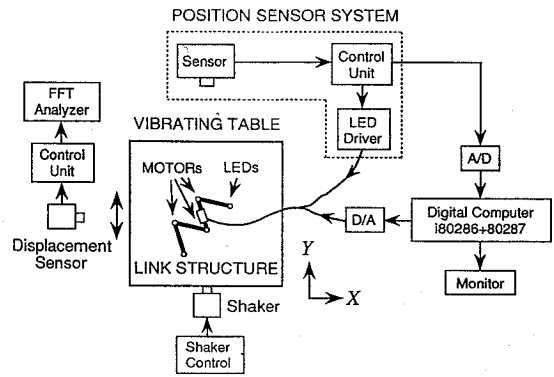 POSITION SENSOR SYSTEM
Sensor
Control
Unit
LED
Driver
FFT
Analyzer
Control
Unit
Displacement
Sensor
VIBRATING TABLE
MOTORs
LEDs
LINK STRUCTURE
Shaker
Shaker
Control
Y
X
A/D
D/A
Digital Computer
i80286+80287
Monitor